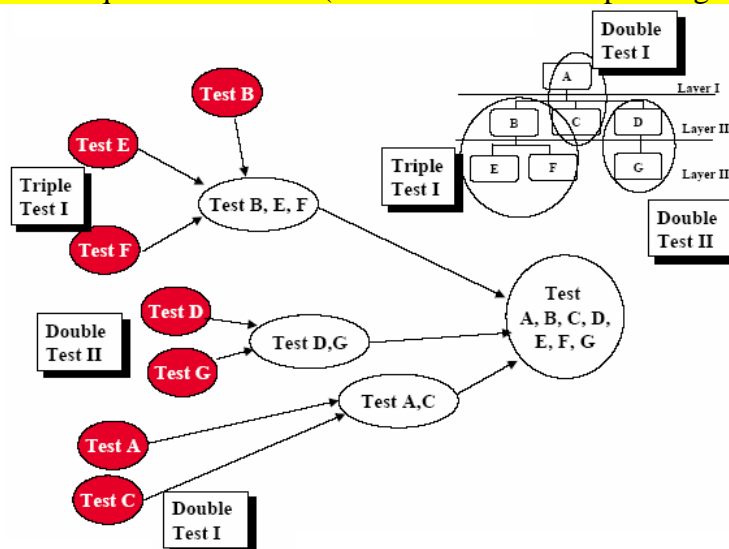 Double
Test I
A
Layer I
Test B
B
C
D
Layer II
Test E
Triple
Test I
E
F
G
Layer II
Triple
Test I
Test B, E, F
Double
Test II
Test F
Test
A, B, C, D,
E, F, G
Test D
Double
Test II
Test D,G
Test G
Test A,C
Test A
Test C
Double
Test I